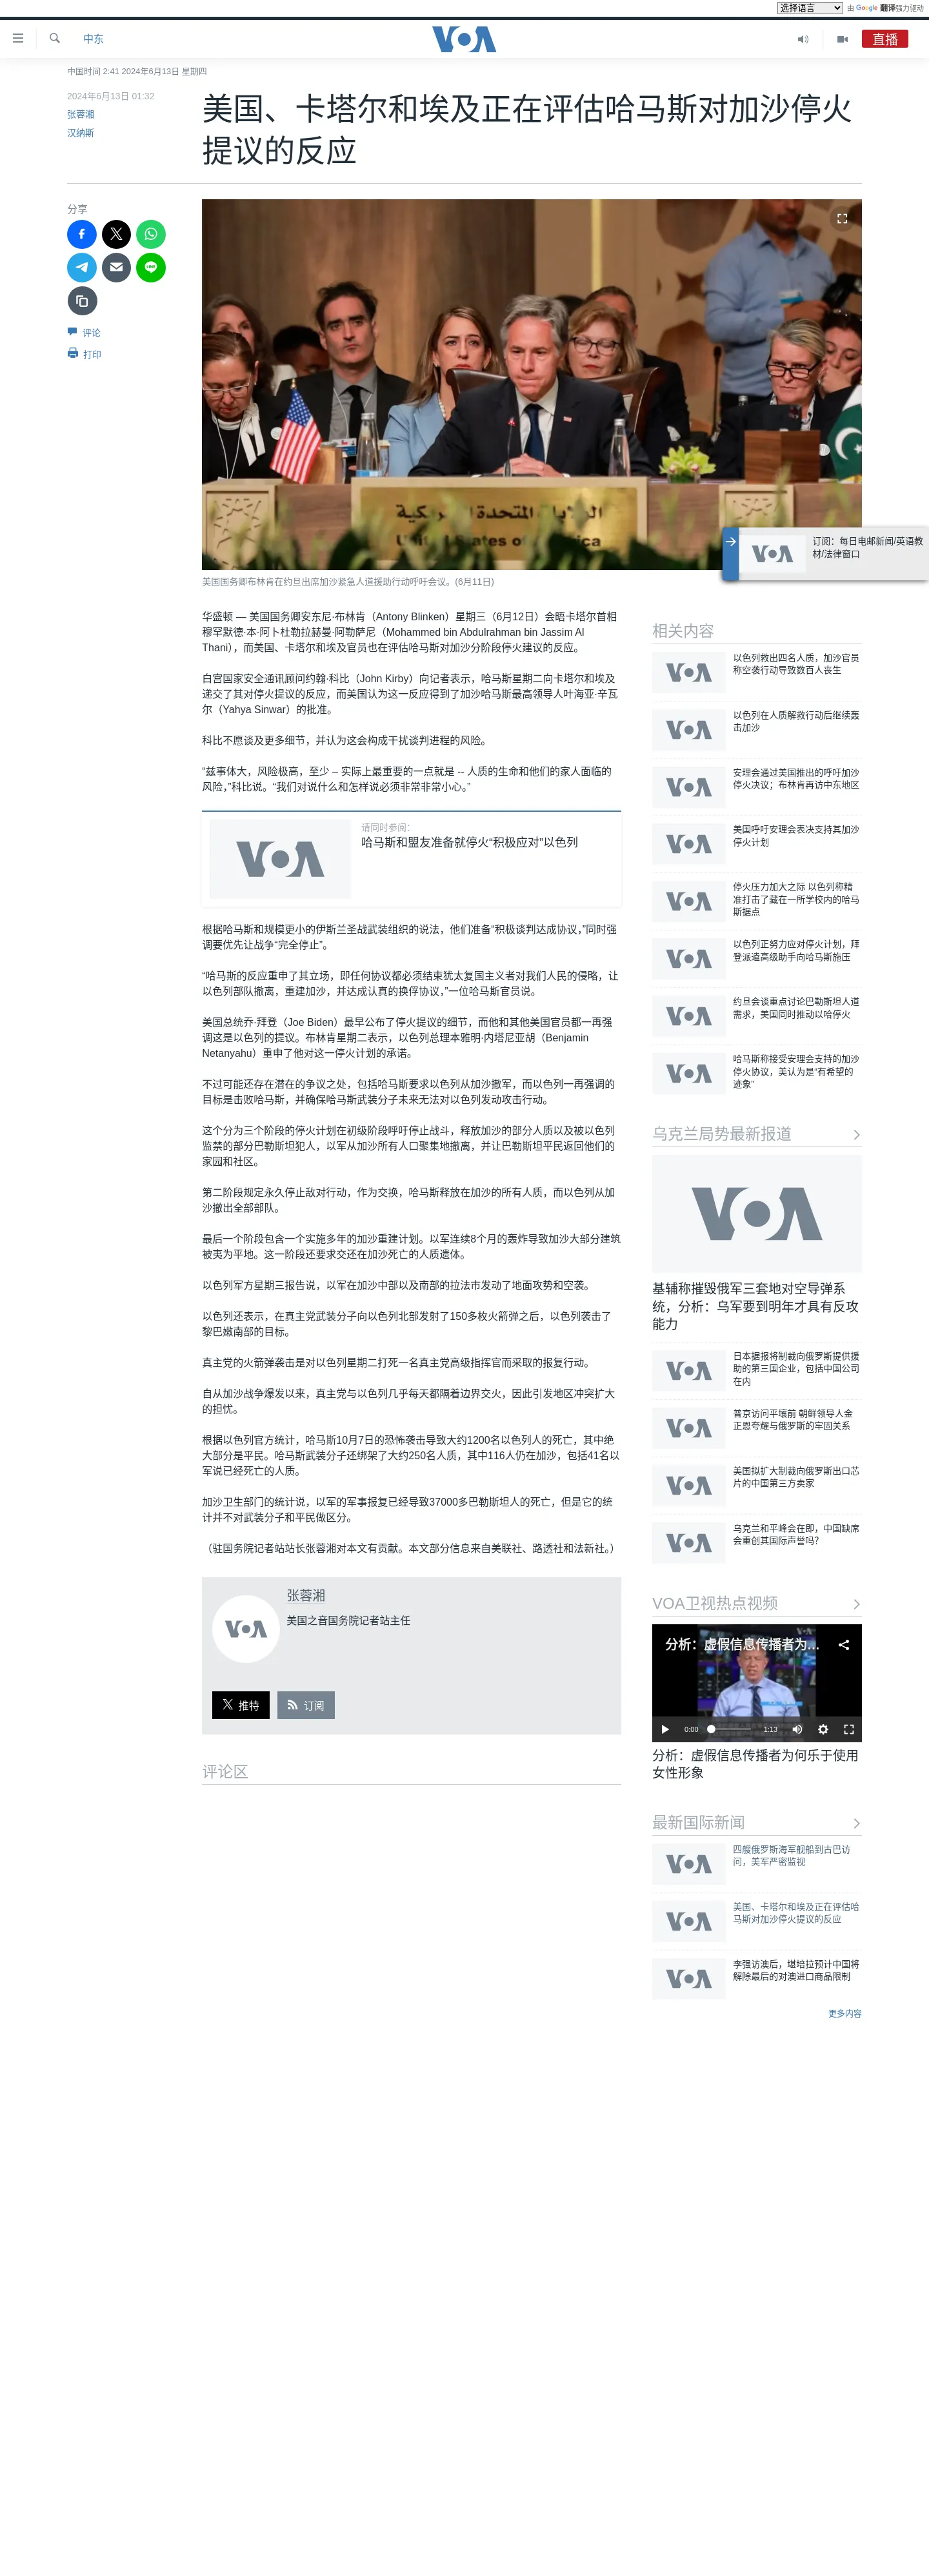 选择语言 由 Google 翻译强力驱动
中东
VOA
直播
中国时间 2:41 2024年6月13日 星期四
2024年6月13日 01:32
张蓉湘
汉纳斯
美国、卡塔尔和埃及正在评估哈马斯对加沙停火
提议的反应
分享
评论
打印
الولايات المتحدة الأمريكية
United States of America
美国国务卿布林肯在约旦出席加沙紧急人道援助行动呼吁会议。(6月11日)
VOA
订阅：每日电邮新闻/英语教
材/法律窗口
华盛顿 — 美国国务卿安东尼·布林肯（Antony Blinken）星期三（6月12日）会晤卡塔尔首相
穆罕默德·本·阿卜杜勒拉赫曼·阿勒萨尼（Mohammed bin Abdulrahman bin Jassim Al
Thani），而美国、卡塔尔和埃及官员也在评估哈马斯对加沙分阶段停火建议的反应。
白宫国家安全通讯顾问约翰·科比（John Kirby）向记者表示，哈马斯星期二向卡塔尔和埃及
递交了其对停火提议的反应，而美国认为这一反应得到了加沙哈马斯最高领导人叶海亚·辛瓦
尔（Yahya Sinwar）的批准。
科比不愿谈及更多细节，并认为这会构成干扰谈判进程的风险。
“兹事体大，风险极高，至少 – 实际上最重要的一点就是 -- 人质的生命和他们的家人面临的
风险，”科比说。“我们对说什么和怎样说必须非常非常小心。”
VOA
请同时参阅：
哈马斯和盟友准备就停火“积极应对”以色列
根据哈马斯和规模更小的伊斯兰圣战武装组织的说法，他们准备“积极谈判达成协议，”同时强
调要优先让战争“完全停止”。
“哈马斯的反应重申了其立场，即任何协议都必须结束犹太复国主义者对我们人民的侵略，让
以色列部队撤离，重建加沙，并达成认真的换俘协议，”一位哈马斯官员说。
美国总统乔·拜登（Joe Biden）最早公布了停火提议的细节，而他和其他美国官员都一再强
调这是以色列的提议。布林肯星期二表示，以色列总理本雅明·内塔尼亚胡（Benjamin
Netanyahu）重申了他对这一停火计划的承诺。
不过可能还存在潜在的争议之处，包括哈马斯要求以色列从加沙撤军，而以色列一再强调的
目标是击败哈马斯，并确保哈马斯武装分子未来无法对以色列发动攻击行动。
这个分为三个阶段的停火计划在初级阶段呼吁停止战斗，释放加沙的部分人质以及被以色列
监禁的部分巴勒斯坦犯人，以军从加沙所有人口聚集地撤离，并让巴勒斯坦平民返回他们的
家园和社区。
第二阶段规定永久停止敌对行动，作为交换，哈马斯释放在加沙的所有人质，而以色列从加
沙撤出全部部队。
最后一个阶段包含一个实施多年的加沙重建计划。以军连续8个月的轰炸导致加沙大部分建筑
被夷为平地。这一阶段还要求交还在加沙死亡的人质遗体。
以色列军方星期三报告说，以军在加沙中部以及南部的拉法市发动了地面攻势和空袭。
以色列还表示，在真主党武装分子向以色列北部发射了150多枚火箭弹之后，以色列袭击了
黎巴嫩南部的目标。
真主党的火箭弹袭击是对以色列星期二打死一名真主党高级指挥官而采取的报复行动。
自从加沙战争爆发以来，真主党与以色列几乎每天都隔着边界交火，因此引发地区冲突扩大
的担忧。
根据以色列官方统计，哈马斯10月7日的恐怖袭击导致大约1200名以色列人的死亡，其中绝
大部分是平民。哈马斯武装分子还绑架了大约250名人质，其中116人仍在加沙，包括41名以
军说已经死亡的人质。
加沙卫生部门的统计说，以军的军事报复已经导致37000多巴勒斯坦人的死亡，但是它的统
计并不对武装分子和平民做区分。
（驻国务院记者站站长张蓉湘对本文有贡献。本文部分信息来自美联社、路透社和法新社。）
VOA
张蓉湘
美国之音国务院记者站主任
推特
订阅
评论区
相关内容
VOA
以色列救出四名人质，加沙官员
称空袭行动导致数百人丧生
VOA
以色列在人质解救行动后继续轰
击加沙
VOA
安理会通过美国推出的呼吁加沙
停火决议；布林肯再访中东地区
VOA
美国呼吁安理会表决支持其加沙
停火计划
VOA
停火压力加大之际 以色列称精
准打击了藏在一所学校内的哈马
斯据点
VOA
以色列正努力应对停火计划，拜
登派遣高级助手向哈马斯施压
VOA
约旦会谈重点讨论巴勒斯坦人道
需求，美国同时推动以哈停火
VOA
哈马斯称接受安理会支持的加沙
停火协议，美认为是“有希望的
迹象”
乌克兰局势最新报道
VOA
基辅称摧毁俄军三套地对空导弹系
统，分析：乌军要到明年才具有反攻
能力
VOA
日本据报将制裁向俄罗斯提供援
助的第三国企业，包括中国公司
在内
VOA
普京访问平壤前 朝鲜领导人金
正恩夸耀与俄罗斯的牢固关系
VOA
美国拟扩大制裁向俄罗斯出口芯
片的中国第三方卖家
VOA
乌克兰和平峰会在即，中国缺席
会重创其国际声誉吗？
VOA卫视热点视频
分析：虚假信息传播者为...
VOA
0:00
1:13
分析：虚假信息传播者为何乐于使用
女性形象
最新国际新闻
VOA
四艘俄罗斯海军舰船到古巴访
问，美军严密监视
VOA
美国、卡塔尔和埃及正在评估哈
马斯对加沙停火提议的反应
VOA
李强访澳后，堪培拉预计中国将
解除最后的对澳进口商品限制
更多内容